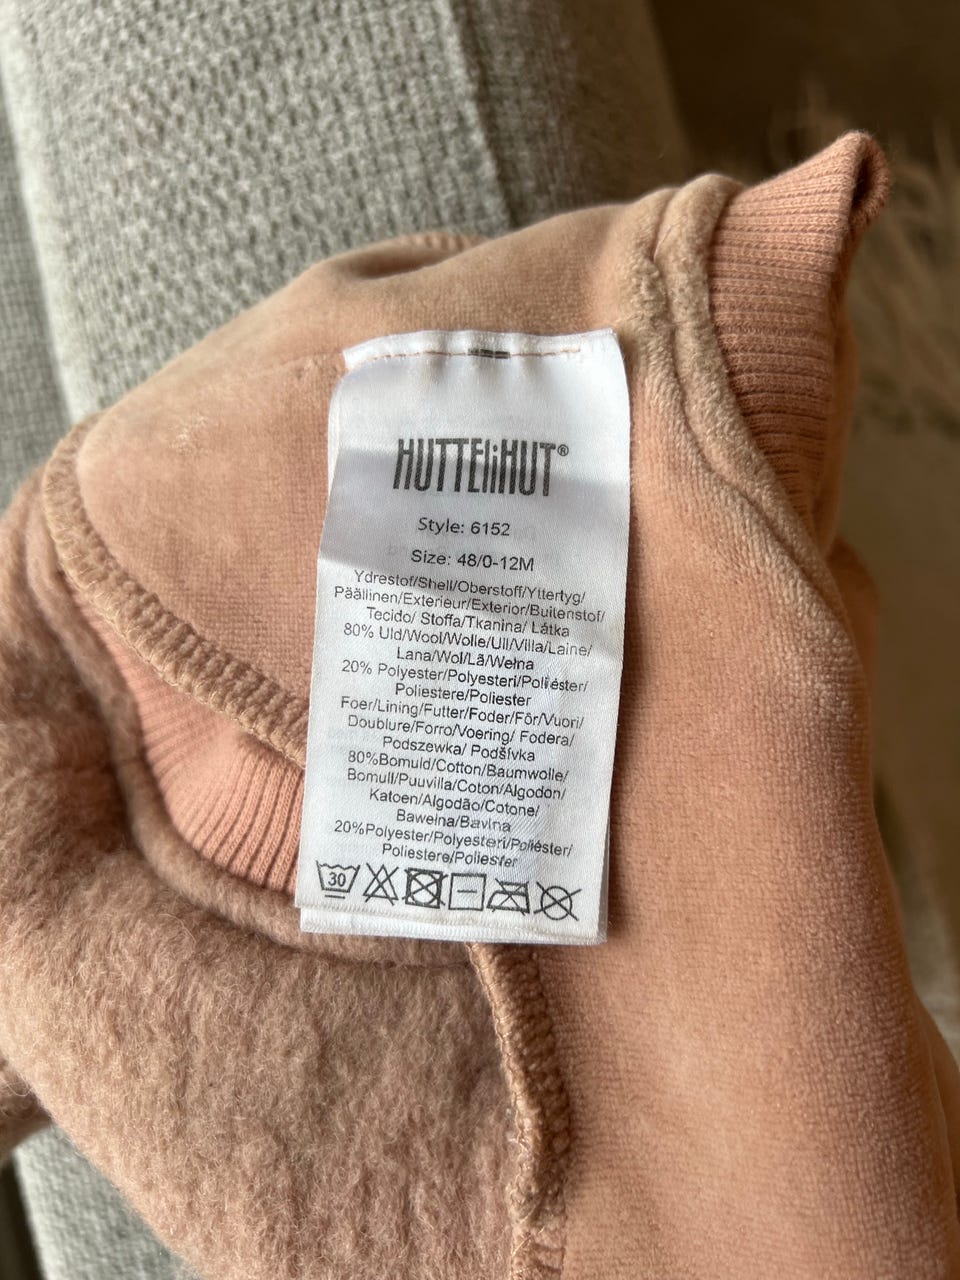 HUTTELiHUT®
Style: 6152
Size: 48/0-12M
Ydrestof/Shell/Oberstoff/Yttertyg/
Päällinen/Exterieur/Exterior/Buitenstof/
Tecido/ Stoffa/Tkanina/ Látka
80% Uld/Wool/Wolle/Ull/Villa/Laine/
Lana/Wol/Lã/Wełna
20% Polyester/Polyesteri/Poliéster/
Poliestere/Poliester
Foer/Lining/Futter/Foder/Fôr/Vuori/
Doublure/Forro/Voering/ Fodera/
Podszewka/ Podšívka
80%Bomuld/Cotton/Baumwolle/
Bomull/Puuvilla/Coton/Algodon/
Katoen/Algodão/Cotone/
Bawełna/Bavlna
20%Polyester/Polyesteri/Poliéster/
Poliestere/Poliester
30